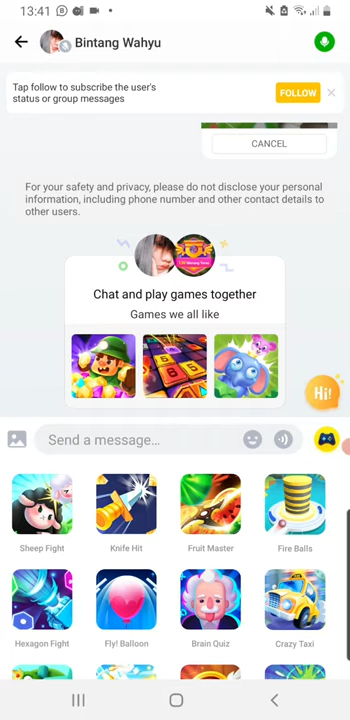 13:41
Bintang Wahyu
Tap follow to subscribe the user's
status or group messages
FOLLOW
CANCEL
For your safety and privacy, please do not disclose your personal
information, including phone number and other contact details to
other users.
Chat and play games together
Games we all like
Hi!
Send a message...
Sheep Fight
Knife Hit
Fruit Master
Fire Balls
Hexagon Fight
Fly! Balloon
Brain Quiz
Crazy Taxi